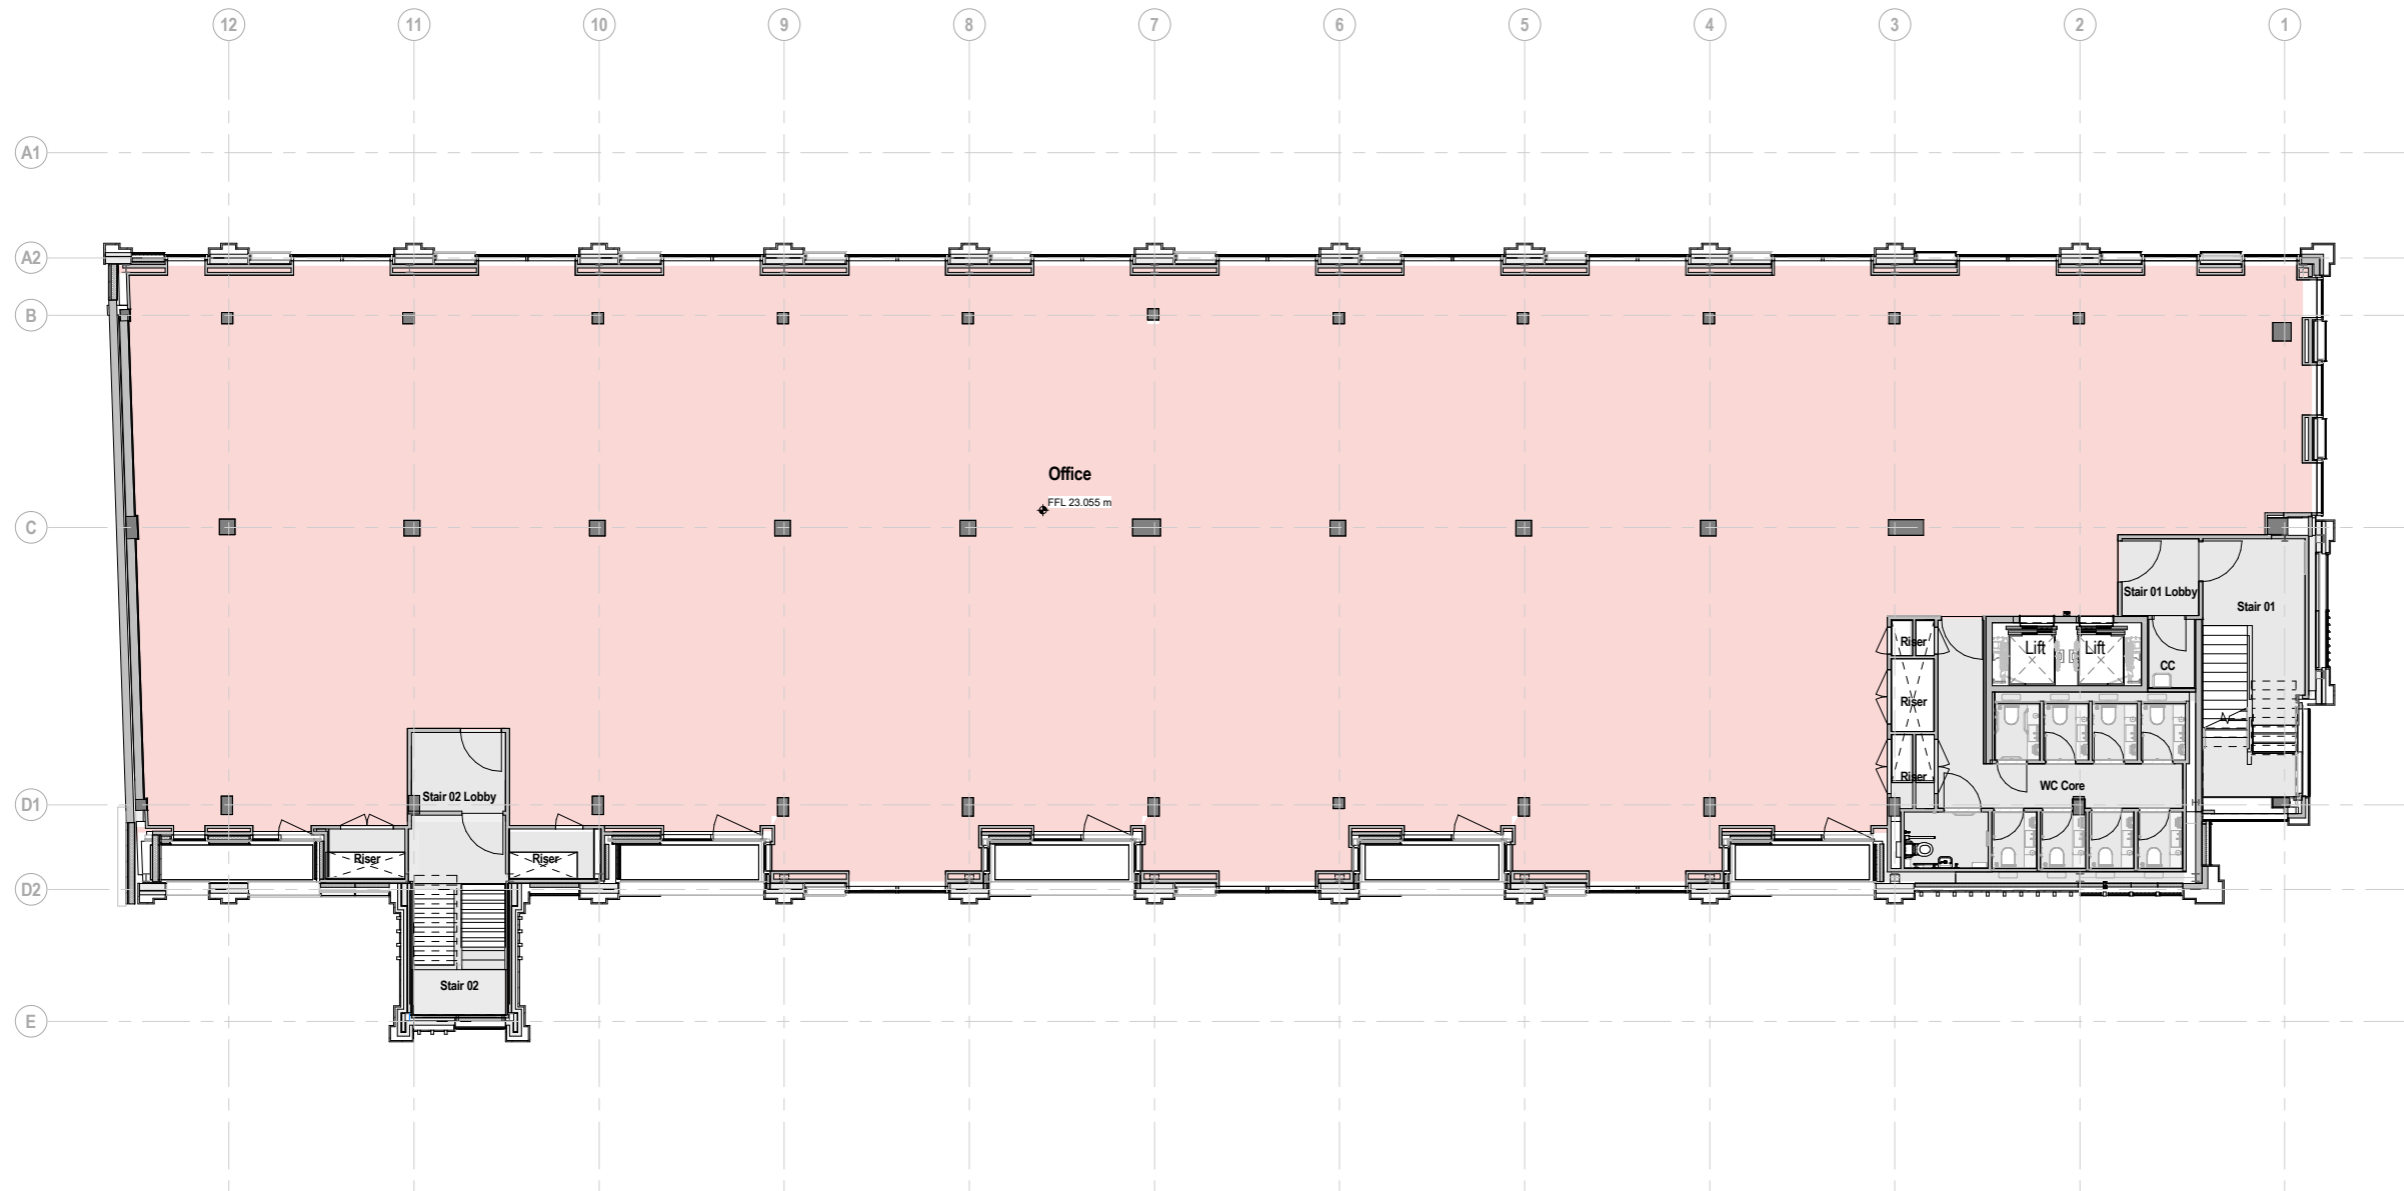 12 11 10 9 8 7 6 5 4 3 2 1
A1
A2
B
Office
FFL 23.055 m
C
Stair 01 Lobby
Stair 01
Riser
Lift
Lift
CC
Riser
Riser
WC Core
Stair 02 Lobby
D1
Riser
Riser
D2
Stair 02
E